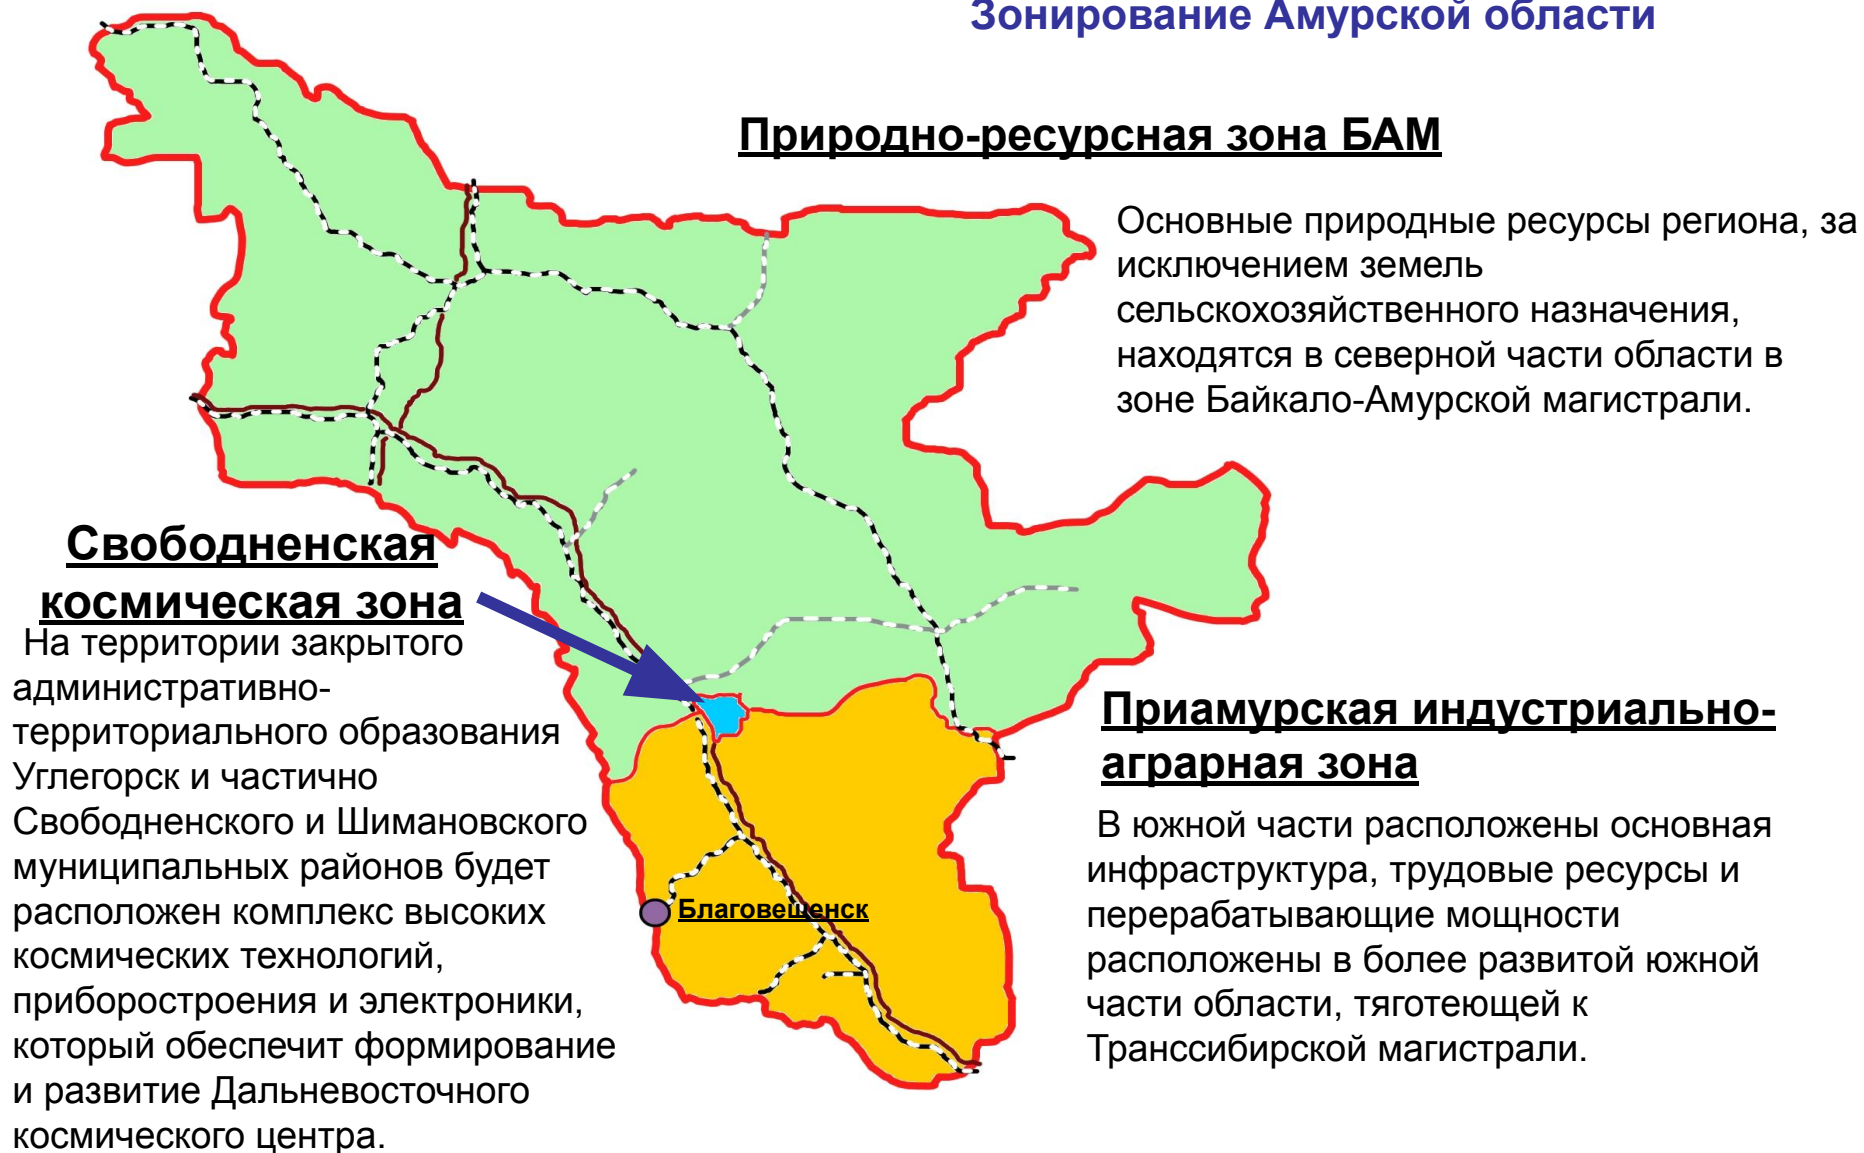 Зонирование Амурской области
Природно-ресурсная зона БАМ
Основные природные ресурсы региона, за
исключением земель
сельскохозяйственного назначения,
находятся в северной части области в
зоне Байкало-Амурской магистрали.
Свободненская
космическая зона
На территории закрытого
административно-
территориального образования
Углегорск и частично
Свободненского и Шимановского
муниципальных районов будет
расположен комплекс высоких
космических технологий,
приборостроения и электроники,
который обеспечит формирование
и развитие Дальневосточного
космического центра.
Приамурская индустриально-
аграрная зона
В южной части расположены основная
инфраструктура, трудовые ресурсы и
перерабатывающие мощности
расположены в более развитой южной
части области, тяготеющей к
Транссибирской магистрали.
Благовещенск